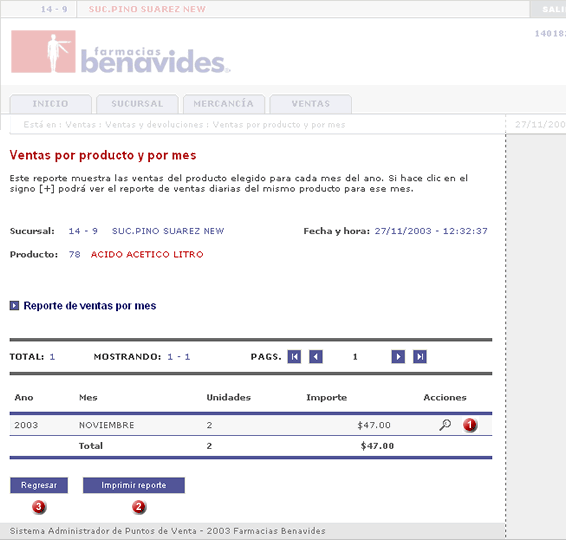 14 - 9 SUC.PINO SUAREZ NEW
farmacias
benavides
INICIO SUCURSAL MERCANCÍA VENTAS
Está en : Ventas : Ventas y devoluciones : Ventas por producto y por mes
Ventas por producto y por mes
Este reporte muestra las ventas del producto elegido para cada mes del ano. Si hace clic en el
signo [+] podrá ver el reporte de ventas diarias del mismo producto para ese mes.
Sucursal: 14 - 9 SUC.PINO SUAREZ NEW Fecha y hora: 27/11/2003 - 12:32:37
Producto: 78 ACIDO ACETICO LITRO
Reporte de ventas por mes
TOTAL: 1 MOSTRANDO: 1 - 1 PAGS. 1
Ano Mes Unidades Importe Acciones
2003 NOVIEMBRE 2 $47.00 1
Total 2 $47.00
Regresar Imprimir reporte
3 2
Sistema Administrador de Puntos de Venta - 2003 Farmacias Benavides